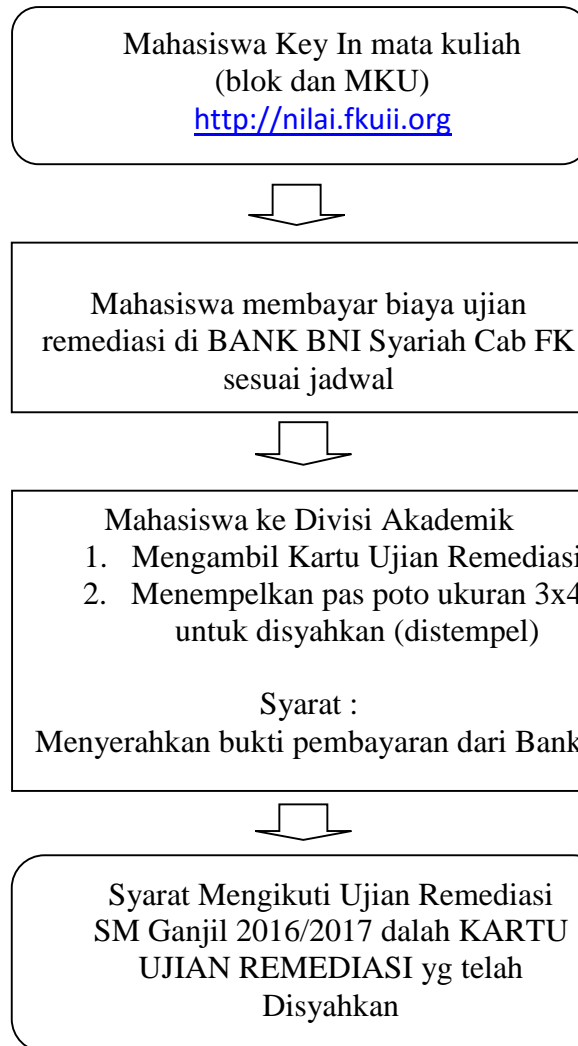 Mahasiswa Key In mata kuliah
(blok dan MKU)
http://nilai.fkuii.org
Mahasiswa membayar biaya ujian
remediasi di BANK BNI Syariah Cab FK
sesuai jadwal
Mahasiswa ke Divisi Akademik
1. Mengambil Kartu Ujian Remediasi
2. Menempelkan pas poto ukuran 3x4
untuk disyahkan (distempel)
Syarat :
Menyerahkan bukti pembayaran dari Bank
Syarat Mengikuti Ujian Remediasi
SM Ganjil 2016/2017 dalah KARTU
UJIAN REMEDIASI yg telah
Disyahkan